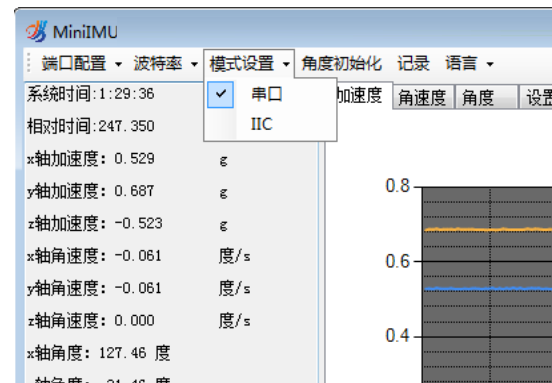 MiniIMU
端口配置 波特率 模式设置 角度初始化 记录 语言
系统时间:1:29:36
串口
加速度 角速度 角度 设置
相对时间:247.350
IIC
x轴加速度: 0.529 g
y轴加速度: 0.687 g
0.8
z轴加速度: -0.523 g
x轴角速度: -0.061 度/s
0.6
y轴角速度: -0.061 度/s
z轴角速度: 0.000 度/s
0.4
x轴角度: 127.46 度